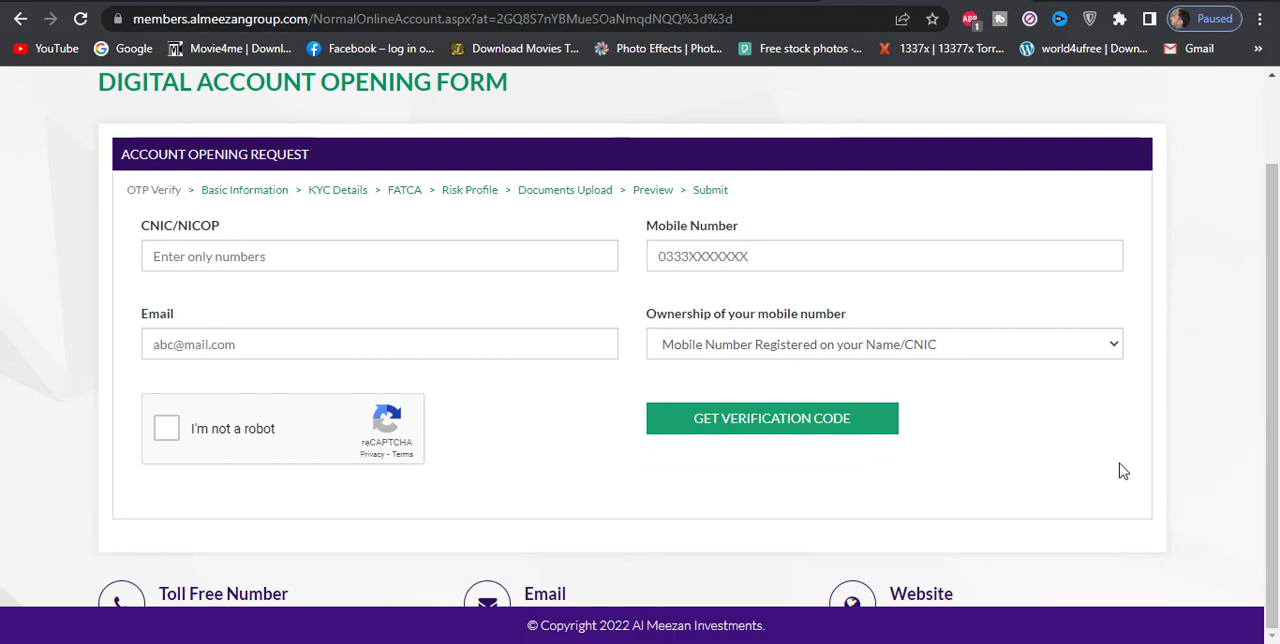 members.almeezangroup.com/NormalOnlineAccount.aspx?at=2GQ8S7nYBMueSOaNmqdNQQ%3d%3d
ABP 1 tb Paused
YouTube Google Movie4me | Downl... Facebook – log in o... Download Movies T... Photo Effects | Phot... Free stock photos -... 1337x | 13377x Torr... world4ufree | Down... Gmail »
DIGITAL ACCOUNT OPENING FORM
ACCOUNT OPENING REQUEST
OTP Verify > Basic Information > KYC Details > FATCA > Risk Profile > Documents Upload > Preview > Submit
CNIC/NICOP Mobile Number
Enter only numbers 0333XXXXXXX
Email Ownership of your mobile number
abc@mail.com Mobile Number Registered on your Name/CNIC
I'm not a robot GET VERIFICATION CODE
reCAPTCHA
Privacy - Terms
Toll Free Number Email Website
© Copyright 2022 Al Meezan Investments.